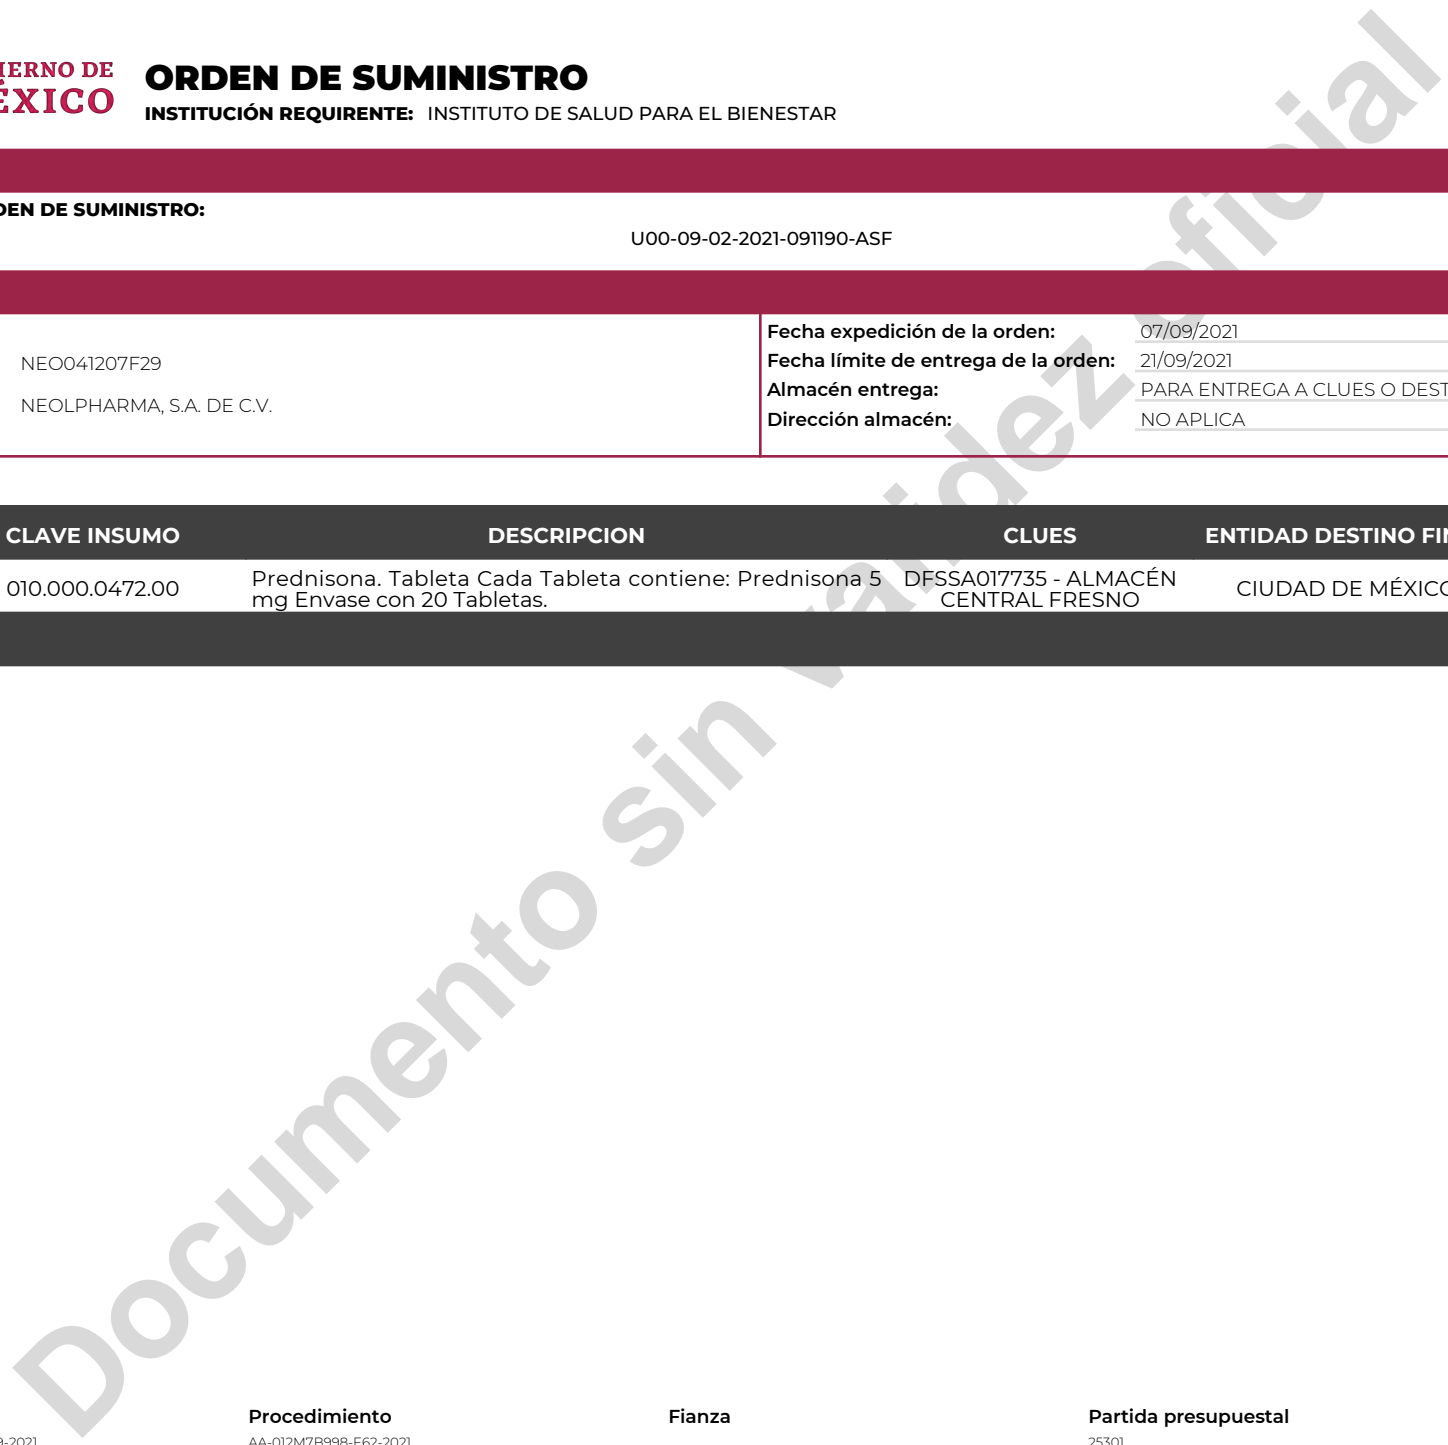 IERNO DE
ÉXICO
ORDEN DE SUMINISTRO
INSTITUCIÓN REQUIRENTE: INSTITUTO DE SALUD PARA EL BIENESTAR
DEN DE SUMINISTRO:
U00-09-02-2021-091190-ASF
NEO041207F29
NEOLPHARMA, S.A. DE C.V.
Fecha expedición de la orden: 07/09/2021
Fecha límite de entrega de la orden: 21/09/2021
Almacén entrega: PARA ENTREGA A CLUES O DEST
Dirección almacén: NO APLICA
CLAVE INSUMO DESCRIPCION CLUES ENTIDAD DESTINO FIN
010.000.0472.00
Prednisona. Tableta Cada Tableta contiene: Prednisona 5
mg Envase con 20 Tabletas.
DFSSA017735 - ALMACÉN
CENTRAL FRESNO
CIUDAD DE MÉXICO
Documento sin validez oficial
Procedimiento Fianza Partida presupuestal
9-2021 AA-012M7B998-E62-2021 25301